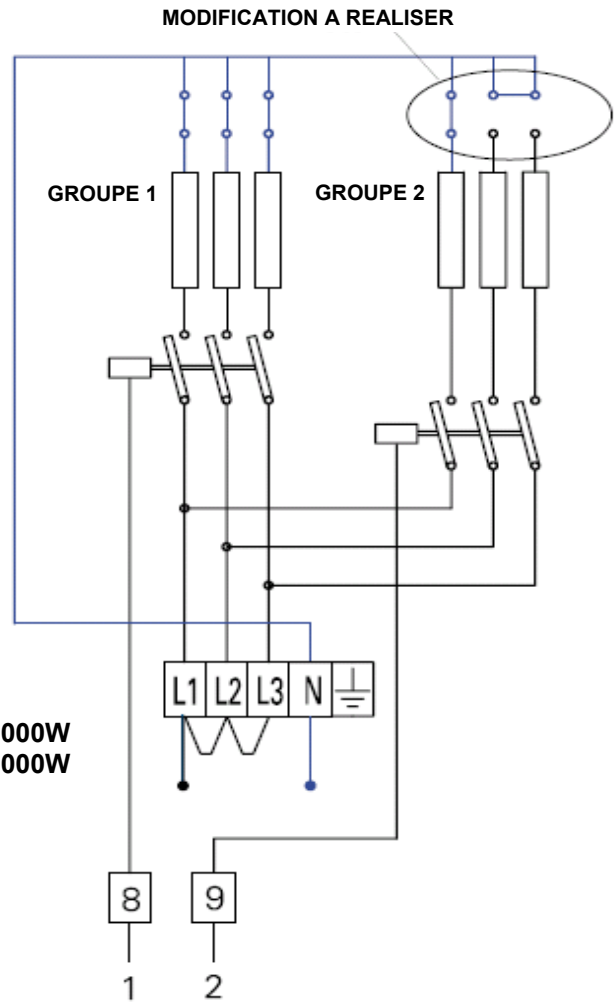 MODIFICATION A REALISER
GROUPE 1
GROUPE 2
L1 L2 L3 N
000W
000W
8 9
1 2